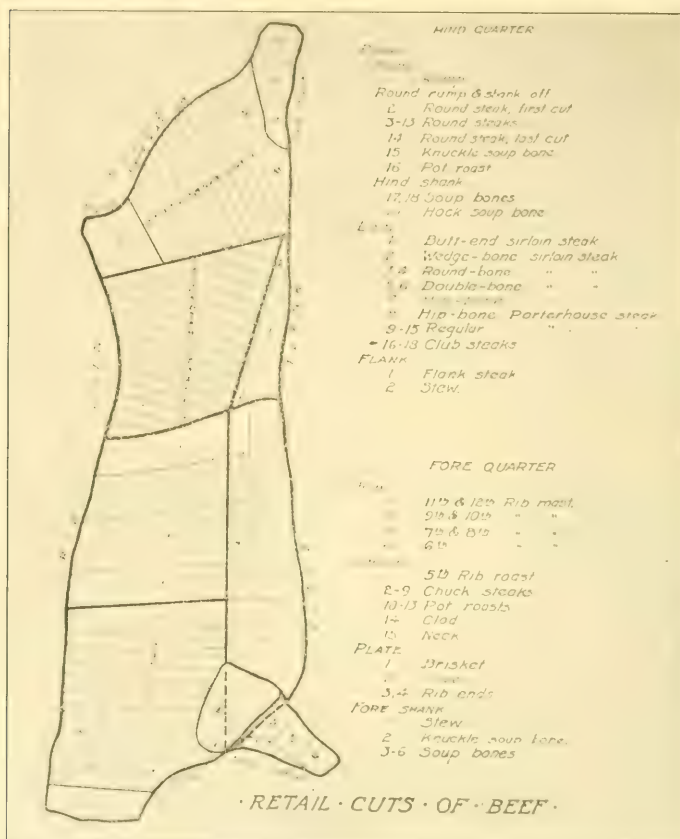 HIND QUARTER
Round rump & shank off
2 Round steak, first cut
3-13 Round steaks
14 Round steak, last cut
15 Knuckle soup bone
16 Pot roast
Hind shank
17,18 Soup bones
Hock soup bone
1 Butt-end sirloin steak
Wedge-bone sirloin steak
Round-bone " "
Double-bone " "
Hip-bone Porterhouse steak
9-15 Regular " "
16-18 Club steaks
FLANK
1 Flank steak
2 Stew.
FORE QUARTER
11th & 12th Rib roast.
9th & 10th " "
7th & 8th " "
6th " "
5th Rib roast
2-9 Chuck steaks
10-13 Pot roasts
14 Clod
15 Neck
PLATE
1 Brisket
3,4 Rib ends
FORE SHANK
Stew
2 Knuckle soup bone.
3-6 Soup bones
· RETAIL · CUTS · OF · BEEF ·